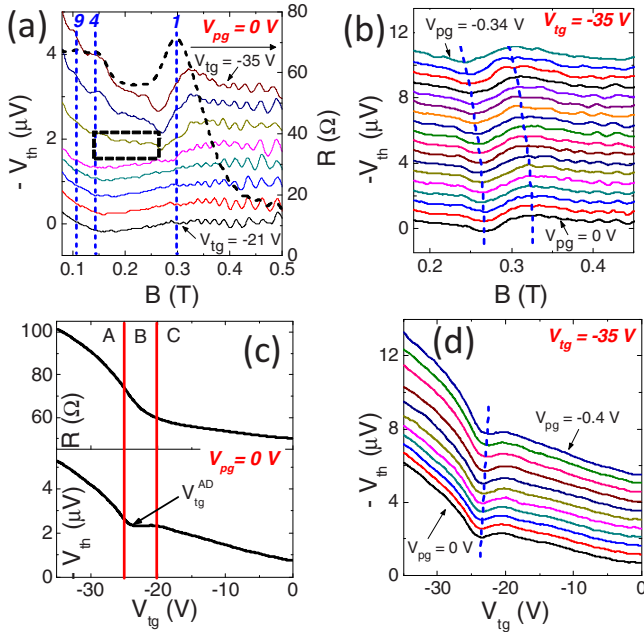 (a)
9 4 1
V_pg = 0 V
V_tg = -35 V
V_tg = -21 V
- V_th (μV)
4
2
0
R (Ω)
80
60
40
20
0
0.1 0.2 0.3 0.4 0.5
B (T)
(b)
V_tg = -35 V
V_pg = -0.34 V
V_pg = 0 V
- V_th (μV)
12
8
4
0
0.2 0.3 0.4
B (T)
(c)
A B C
R (Ω)
100
80
60
V_pg = 0 V
V_tg^AD
V_th (μV)
6
4
2
0
-30 -20 -10 0
V_tg (V)
(d)
V_tg = -35 V
V_pg = -0.4 V
V_pg = 0 V
- V_th (μV)
12
8
4
0
-30 -20 -10 0
V_tg (V)